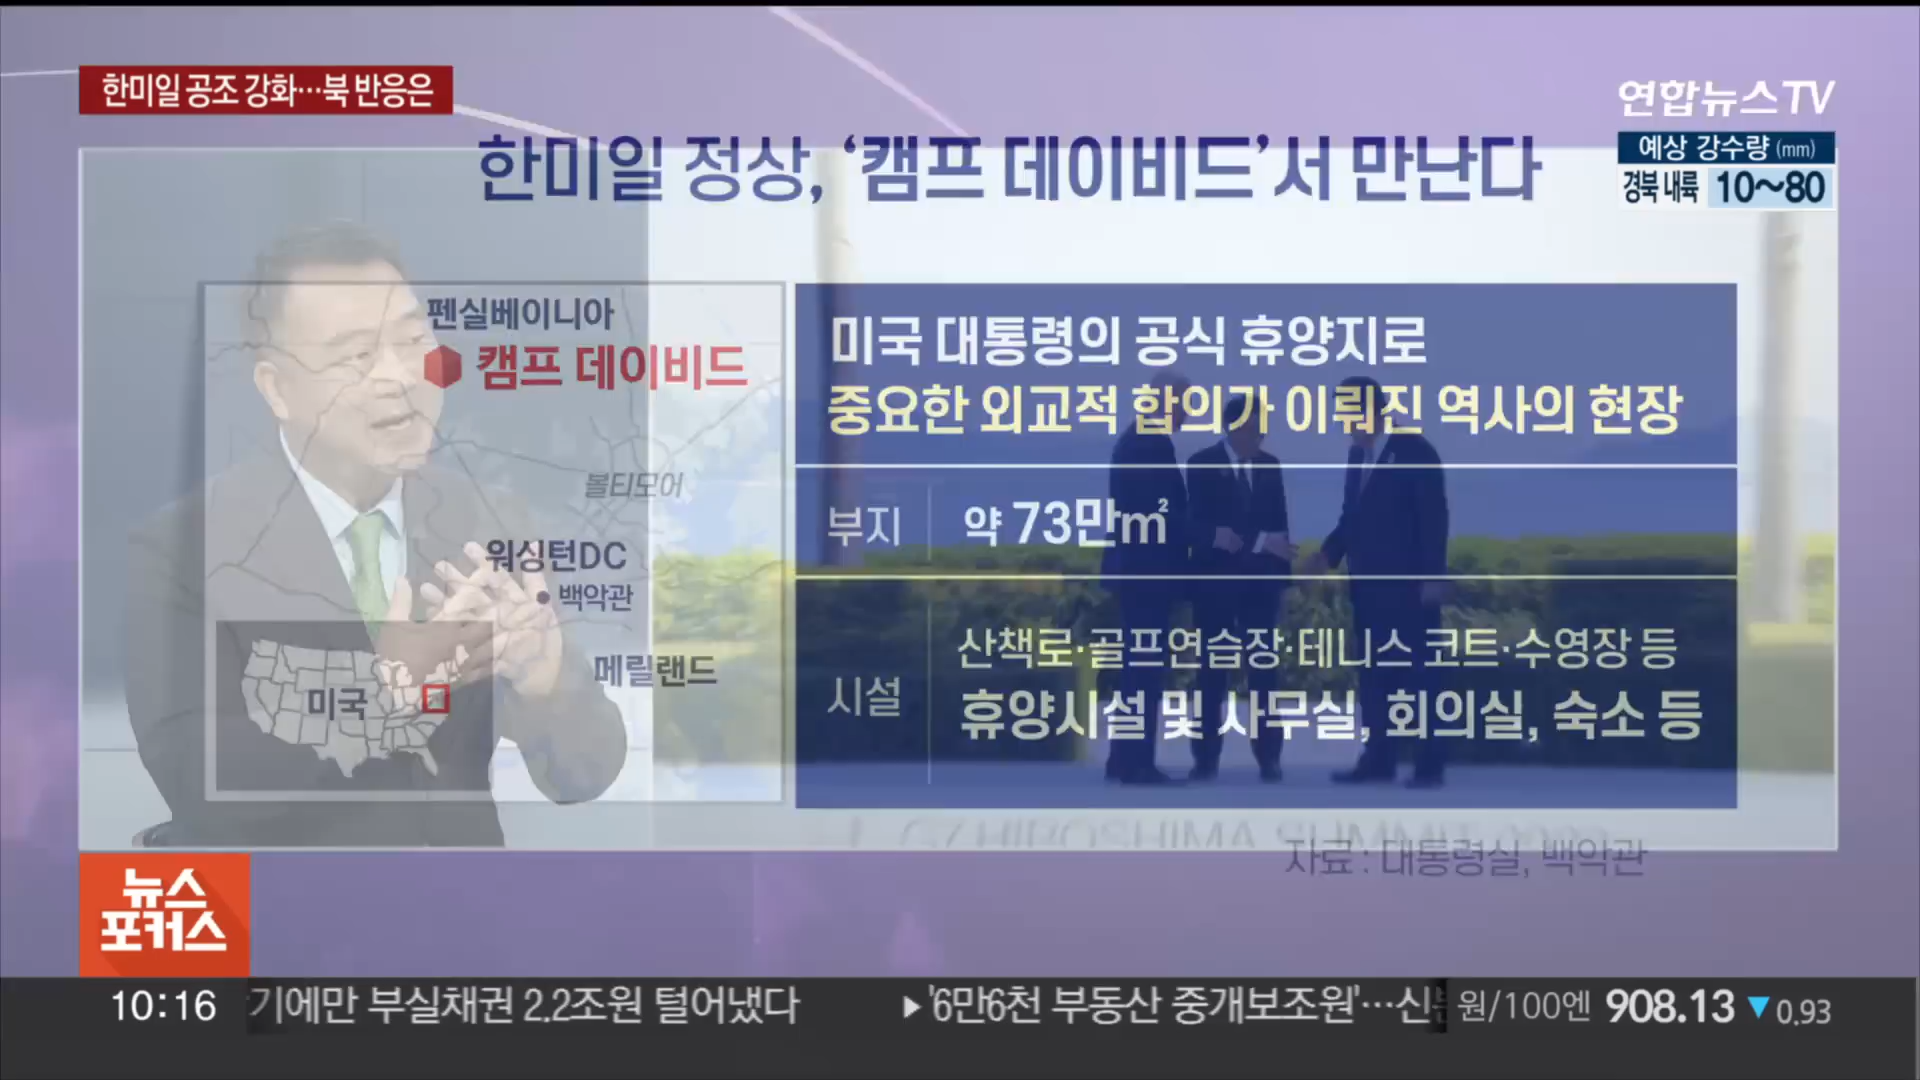 한미일 공조 강화…북 반응은
연합뉴스TV
예상 강수량 (mm)
경북 내륙 10~80
한미일 정상, ‘캠프 데이비드’서 만난다
펜실베이니아
캠프 데이비드
볼티모어
워싱턴DC
백악관
메릴랜드
미국
미국 대통령의 공식 휴양지로
중요한 외교적 합의가 이뤄진 역사의 현장
부지 약 73만㎡
시설
산책로·골프연습장·테니스 코트·수영장 등
휴양시설 및 사무실, 회의실, 숙소 등
G7 HIROSHIMA SUMMIT
자료 : 대통령실, 백악관
뉴스
포커스
10:16 기에만 부실채권 2.2조원 털어냈다 ▶'6만6천 부동산 중개보조원'…신 원/100엔 908.13 ▼ 0.93